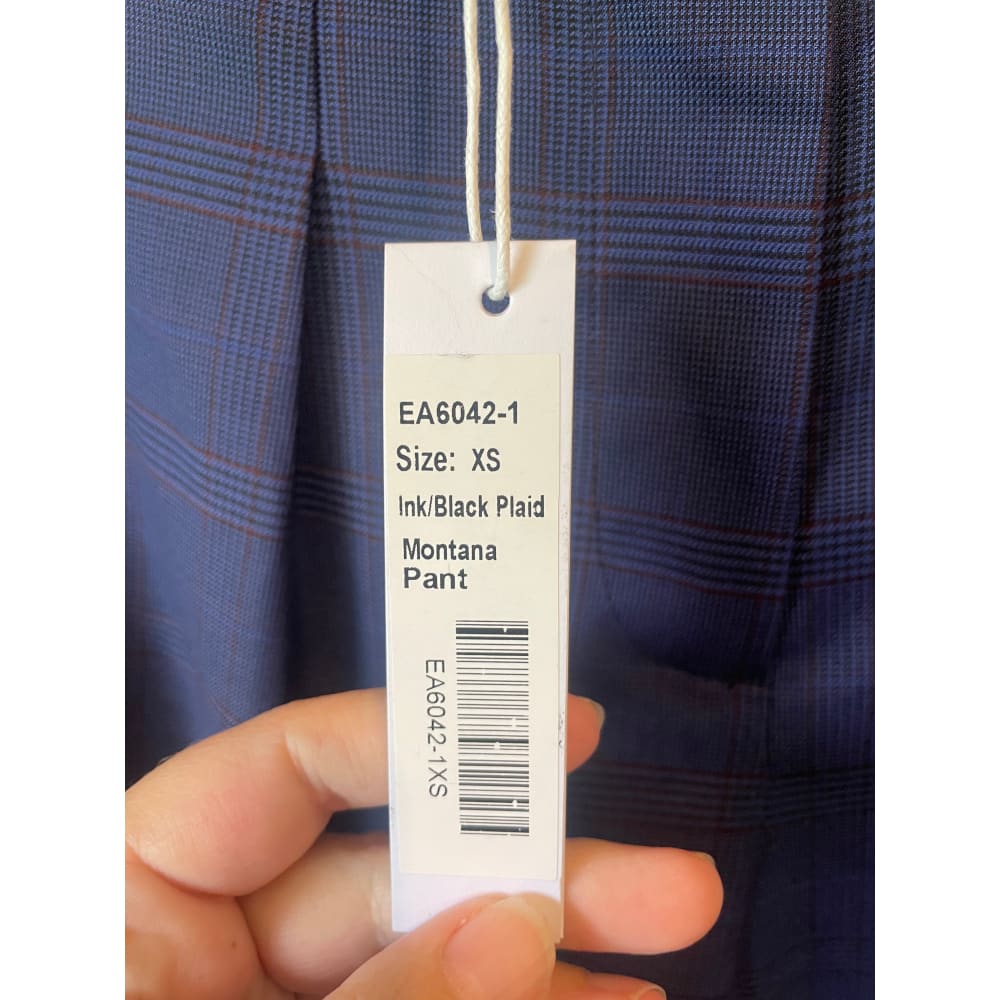 EA6042-1
Size: XS
Ink/Black Plaid
Montana
Pant
EA6042-1XS